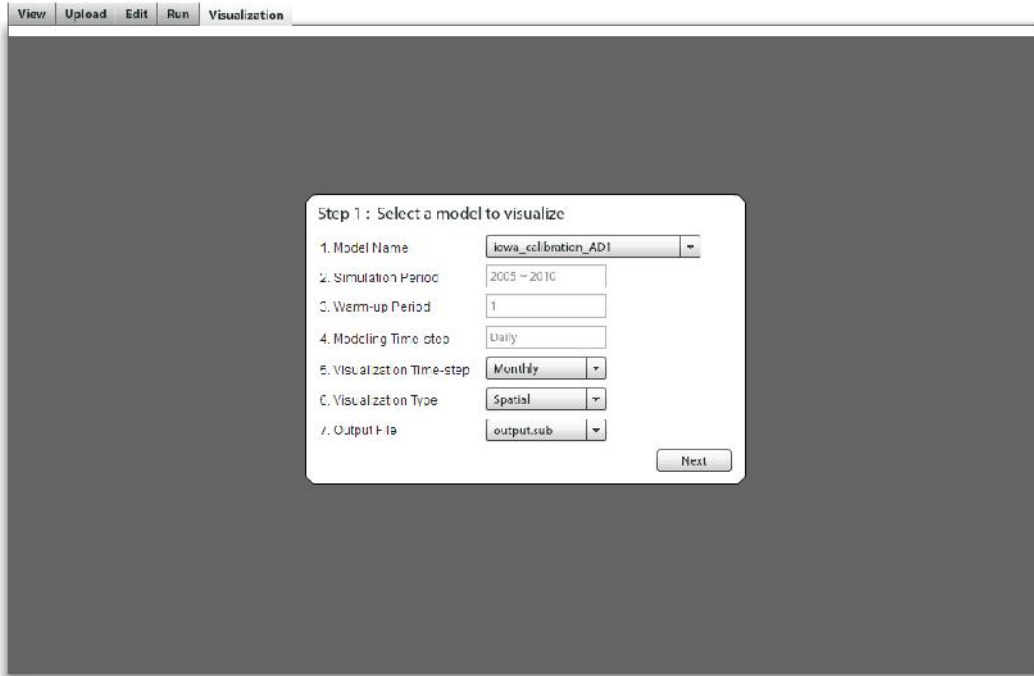 View Upload Edit Run Visualization
Step 1 : Select a model to visualize
1. Model Name iowa_calibration_AD1
2. Simulation Period 2005 ~ 2010
3. Warm-up Period 1
4. Modeling Time-step Daily
5. Visualization Time-step Monthly
6. Visualization Type Spatial
7. Output File output.sub
Next